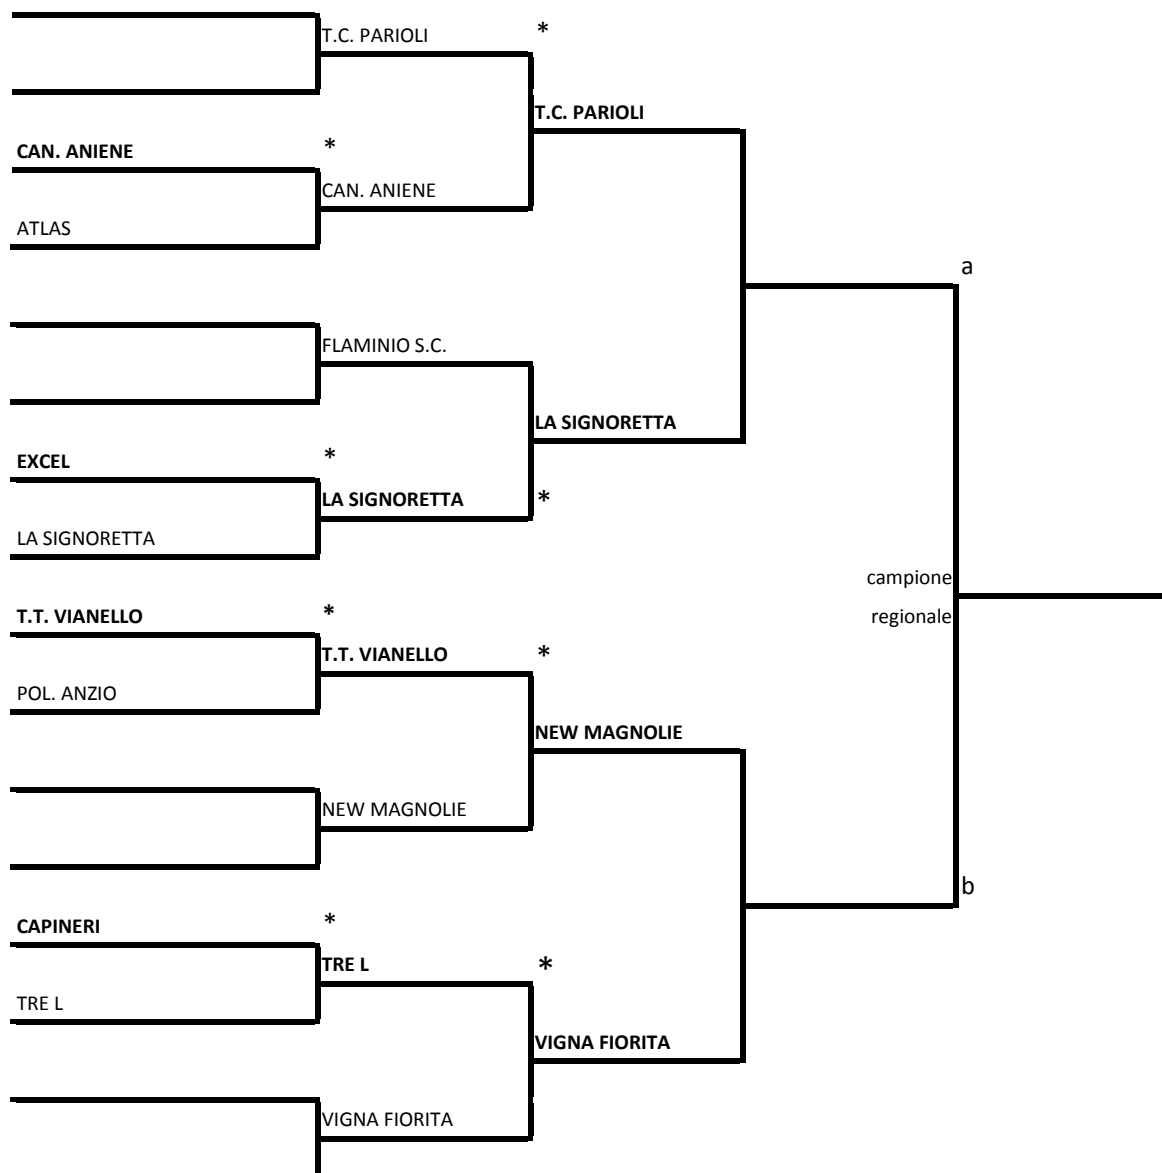 T.C. PARIOLI *
T.C. PARIOLI
CAN. ANIENE *
CAN. ANIENE
ATLAS
a
FLAMINIO S.C.
LA SIGNORETTA
EXCEL *
LA SIGNORETTA *
LA SIGNORETTA
campione
T.T. VIANELLO *
regionale
T.T. VIANELLO *
POL. ANZIO
NEW MAGNOLIE
NEW MAGNOLIE
b
CAPINERI *
TRE L *
TRE L
VIGNA FIORITA
VIGNA FIORITA